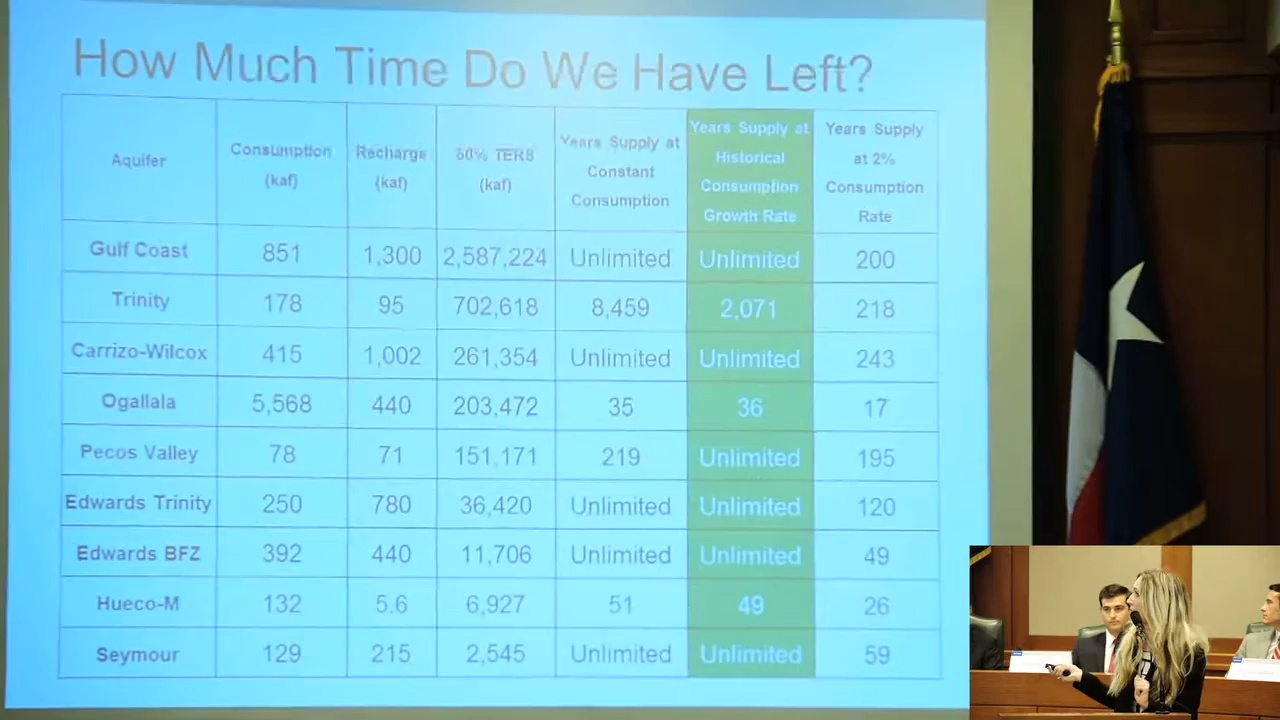 How Much Time Do We Have Left?
Aquifer Consumption (kaf) Recharge (kaf) 60% TERS (kaf) Years Supply at Constant Consumption Years Supply at Historical Consumption Growth Rate Years Supply at 2% Consumption Rate
Gulf Coast 851 1,300 2,587,224 Unlimited Unlimited 200
Trinity 178 95 702,618 8,459 2,071 218
Carrizo-Wilcox 415 1,002 261,354 Unlimited Unlimited 243
Ogallala 5,568 440 203,472 35 36 17
Pecos Valley 78 71 151,171 219 Unlimited 195
Edwards Trinity 250 780 36,420 Unlimited Unlimited 120
Edwards BFZ 392 440 11,706 Unlimited Unlimited 49
Hueco-M 132 5.6 6,927 51 49 26
Seymour 129 215 2,545 Unlimited Unlimited 59